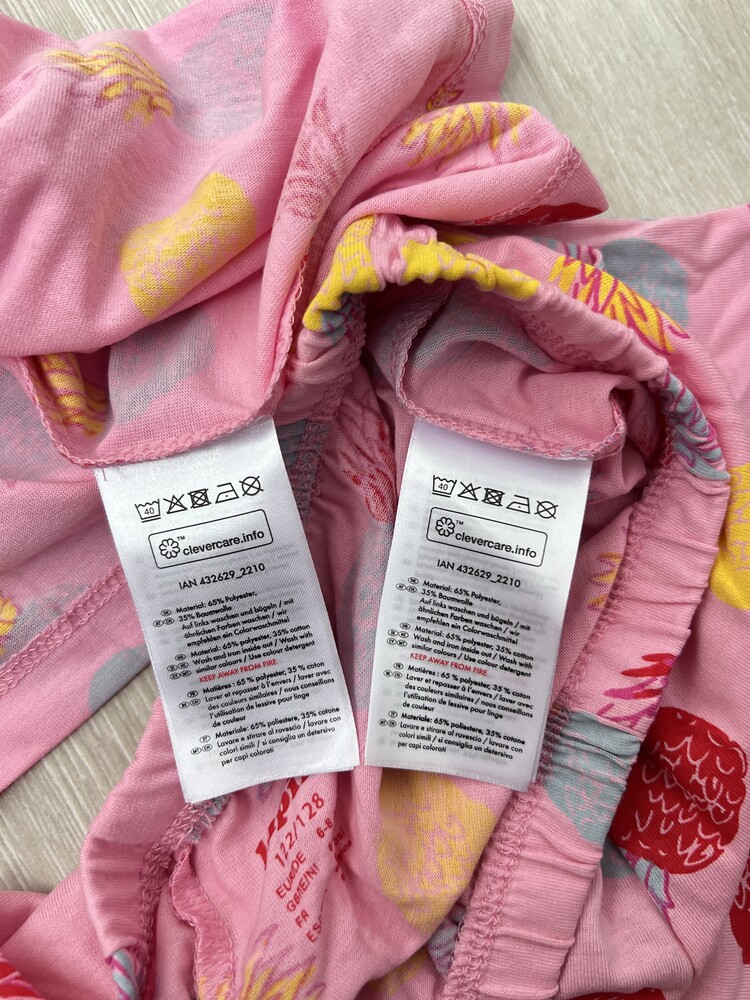 40
clevercare.info™
IAN 432629_2210
Material: 65% Polyester,
35% Baumwolle
Auf links waschen und bügeln / mit
ähnlichen Farben waschen / wir
empfehlen ein Colorwaschmittel
Material: 65% polyester, 35% cotton
Wash and iron inside out / Wash with
similar colours / Use colour detergent
KEEP AWAY FROM FIRE
Matières : 65 % polyester, 35 % coton
Laver et repasser à l'envers / laver avec
des couleurs similaires / nous conseillons
de utilisation de lessive pour linge
de couleur
Materiale: 65% poliestere, 35% cotone
Lavare e stirare al rovescio / lavare con
colori simili / si consiglia un detersivo
per capi colorati
40
clevercare.info™
IAN 432629_2210
Material: 65% Polyester,
35% Baumwolle
Auf links waschen und bügeln / mit
ähnlichen Farben waschen / wir
empfehlen ein Colorwaschmittel
Material: 65% polyester, 35% cotton
Wash and iron inside out / Wash with
similar colours / Use colour detergent
KEEP AWAY FROM FIRE
Matières : 65 % polyester, 35 % coton
Laver et repasser à l'envers / laver avec
des couleurs similaires / nous conseillons
de utilisation de lessive pour linge
de couleur
Materiale: 65% poliestere, 35% cotone
Lavare e stirare al rovescio / lavare con
colori simili / si consiglia un detersivo
per capi colorati
122/128
6-8
FR